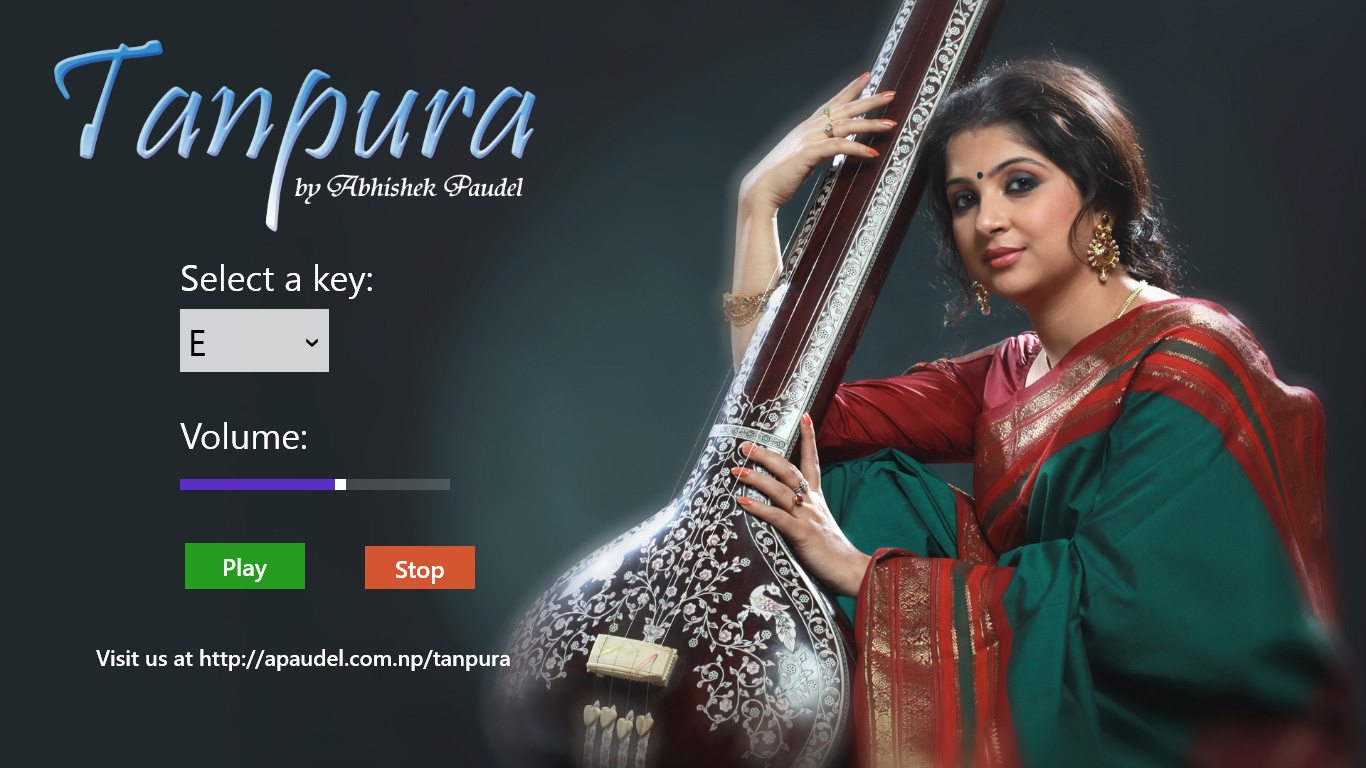 Tanpura
by Abhishek Paudel
Select a key:
E
Volume:
Play
Stop
Visit us at http://apaudel.com.np/tanpura